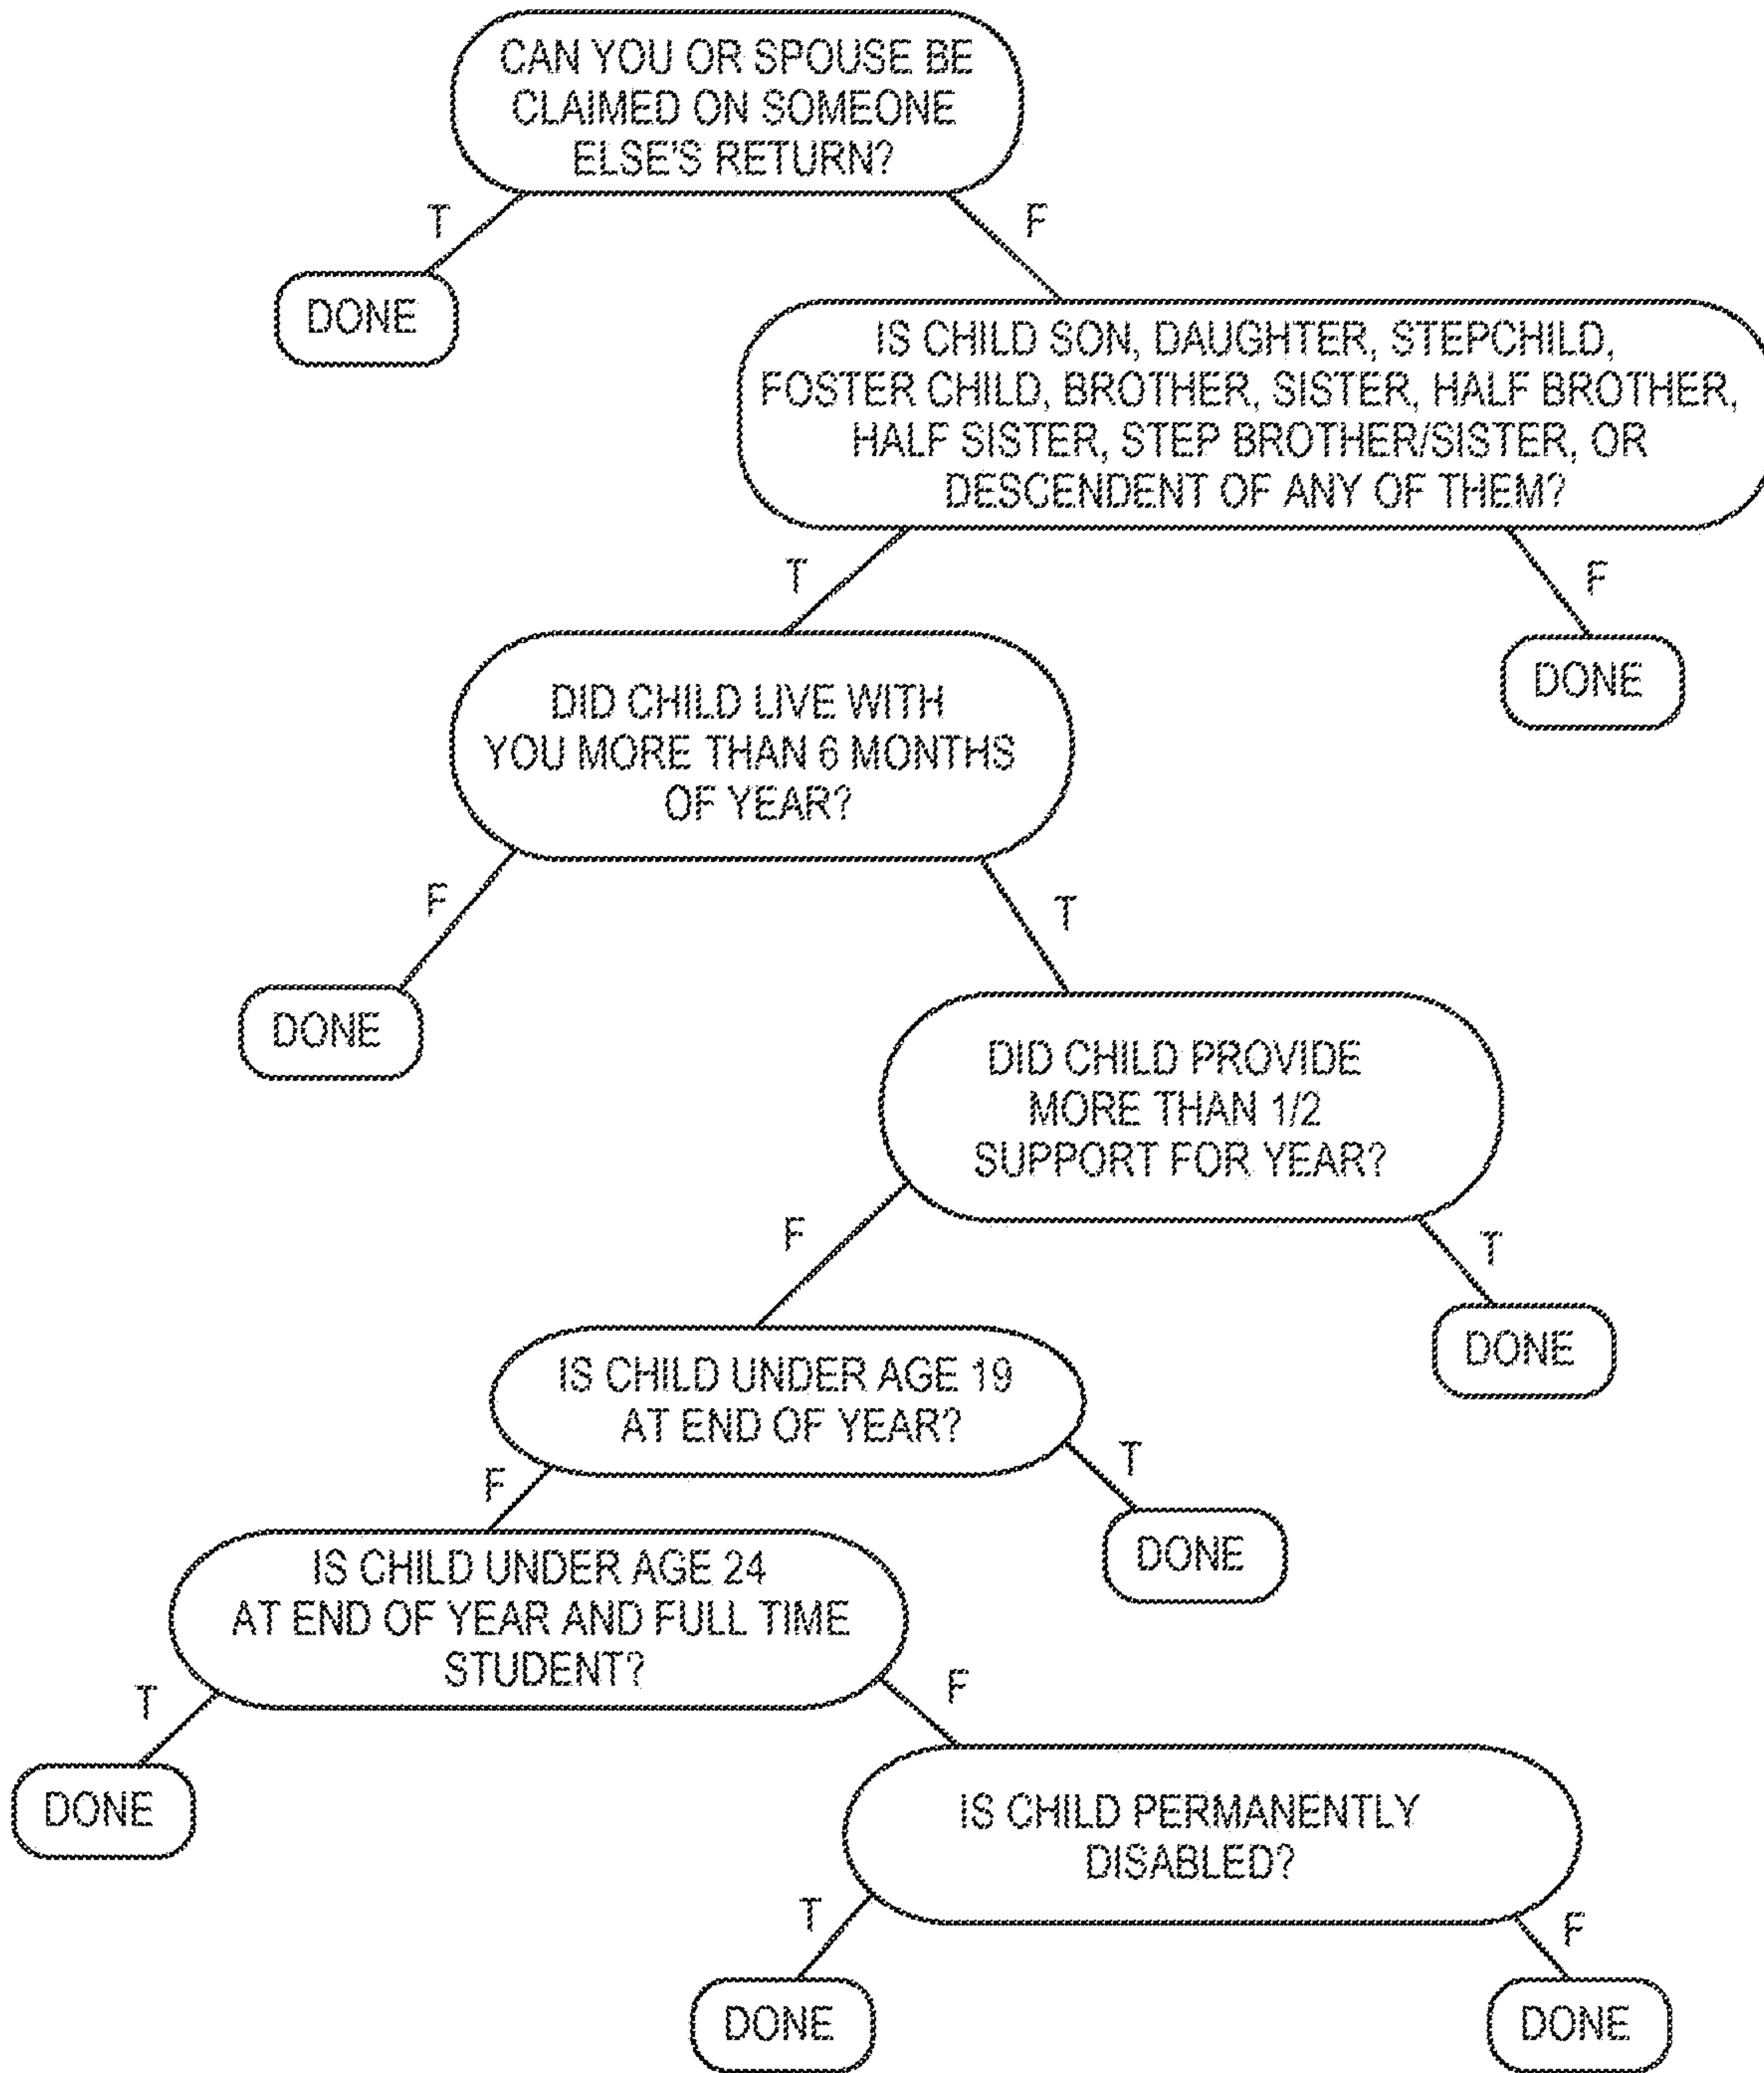 CAN YOU OR SPOUSE BE
CLAIMED ON SOMEONE
ELSE'S RETURN?
T
F
DONE
IS CHILD SON, DAUGHTER, STEPCHILD,
FOSTER CHILD, BROTHER, SISTER, HALF BROTHER,
HALF SISTER, STEP BROTHER/SISTER, OR
DESCENDENT OF ANY OF THEM?
T
F
DID CHILD LIVE WITH
YOU MORE THAN 6 MONTHS
OF YEAR?
DONE
F
T
DONE
DID CHILD PROVIDE
MORE THAN 1/2
SUPPORT FOR YEAR?
F
T
DONE
IS CHILD UNDER AGE 19
AT END OF YEAR?
F
T
DONE
IS CHILD UNDER AGE 24
AT END OF YEAR AND FULL TIME
STUDENT?
T
F
DONE
IS CHILD PERMANENTLY
DISABLED?
T
F
DONE
DONE